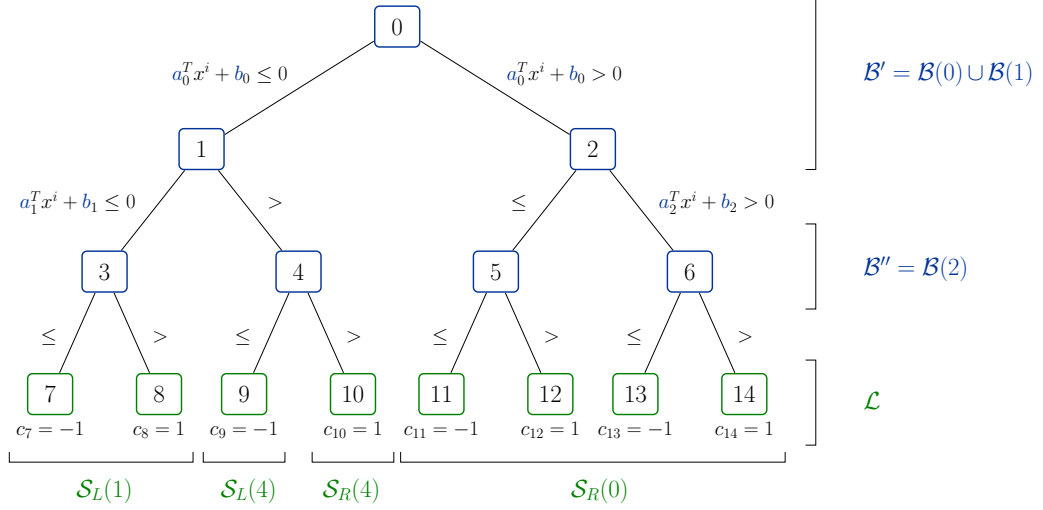 0
a_0^T x^i + b_0 ≤ 0
a_0^T x^i + b_0 > 0
ℬ′ = ℬ(0) ∪ ℬ(1)
1
2
a_1^T x^i + b_1 ≤ 0
>
≤
a_2^T x^i + b_2 > 0
3
4
5
6
ℬ″ = ℬ(2)
≤
>
≤
>
≤
>
≤
>
7
8
9
10
11
12
13
14
ℒ
c_7 = −1
c_8 = 1
c_9 = −1
c_10 = 1
c_11 = −1
c_12 = 1
c_13 = −1
c_14 = 1
𝒮_L(1)
𝒮_L(4)
𝒮_R(4)
𝒮_R(0)